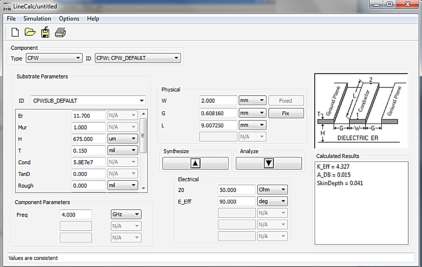 LineCalc/untitled
File Simulation Options Help
Component
Type CPW ID CPW: CPW_DEFAULT
Substrate Parameters
ID CPWSUB_DEFAULT
Er 11.700 N/A
Mur 1.000 N/A
H 675.000 um
T 0.150 mil
Cond 5.8E7 N/A
TanD 0.000 N/A
Rough 0.000 mil
Component Parameters
Freq 4.000 GHz
N/A
N/A
Physical
W 2.000 mm Fixed
G 0.608160 mm Fix
L 9.007250 mm
N/A
Synthesize Analyze
Electrical
Z0 50.000 Ohm
E_Eff 90.000 deg
N/A
N/A
N/A
Ground Plane
Conductor
Ground Plane
T
H
G W G
DIELECTRIC ER
Calculated Results
K_Eff = 4.327
A_DB = 0.015
SkinDepth = 0.041
Values are consistent